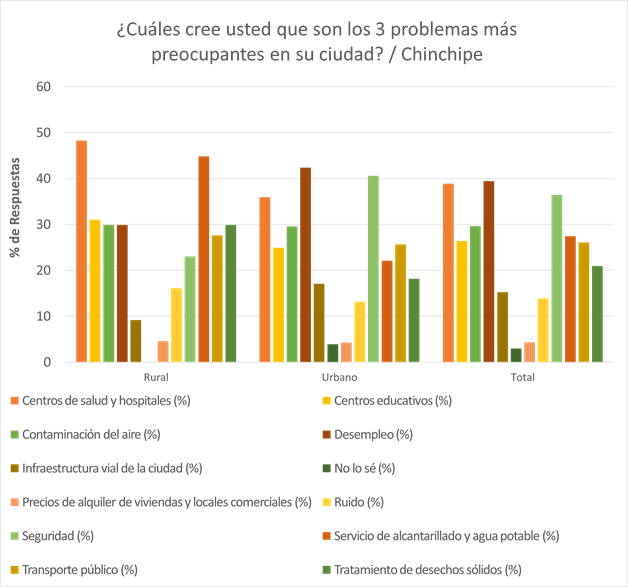 ¿Cuáles cree usted que son los 3 problemas más
preocupantes en su ciudad? / Chinchipe
60
50
40
30
20
10
0
% de Respuestas
Rural
Urbano
Total
Centros de salud y hospitales (%)
Centros educativos (%)
Contaminación del aire (%)
Desempleo (%)
Infraestructura vial de la ciudad (%)
No lo sé (%)
Precios de alquiler de viviendas y locales comerciales (%)
Ruido (%)
Seguridad (%)
Servicio de alcantarillado y agua potable (%)
Transporte público (%)
Tratamiento de desechos sólidos (%)